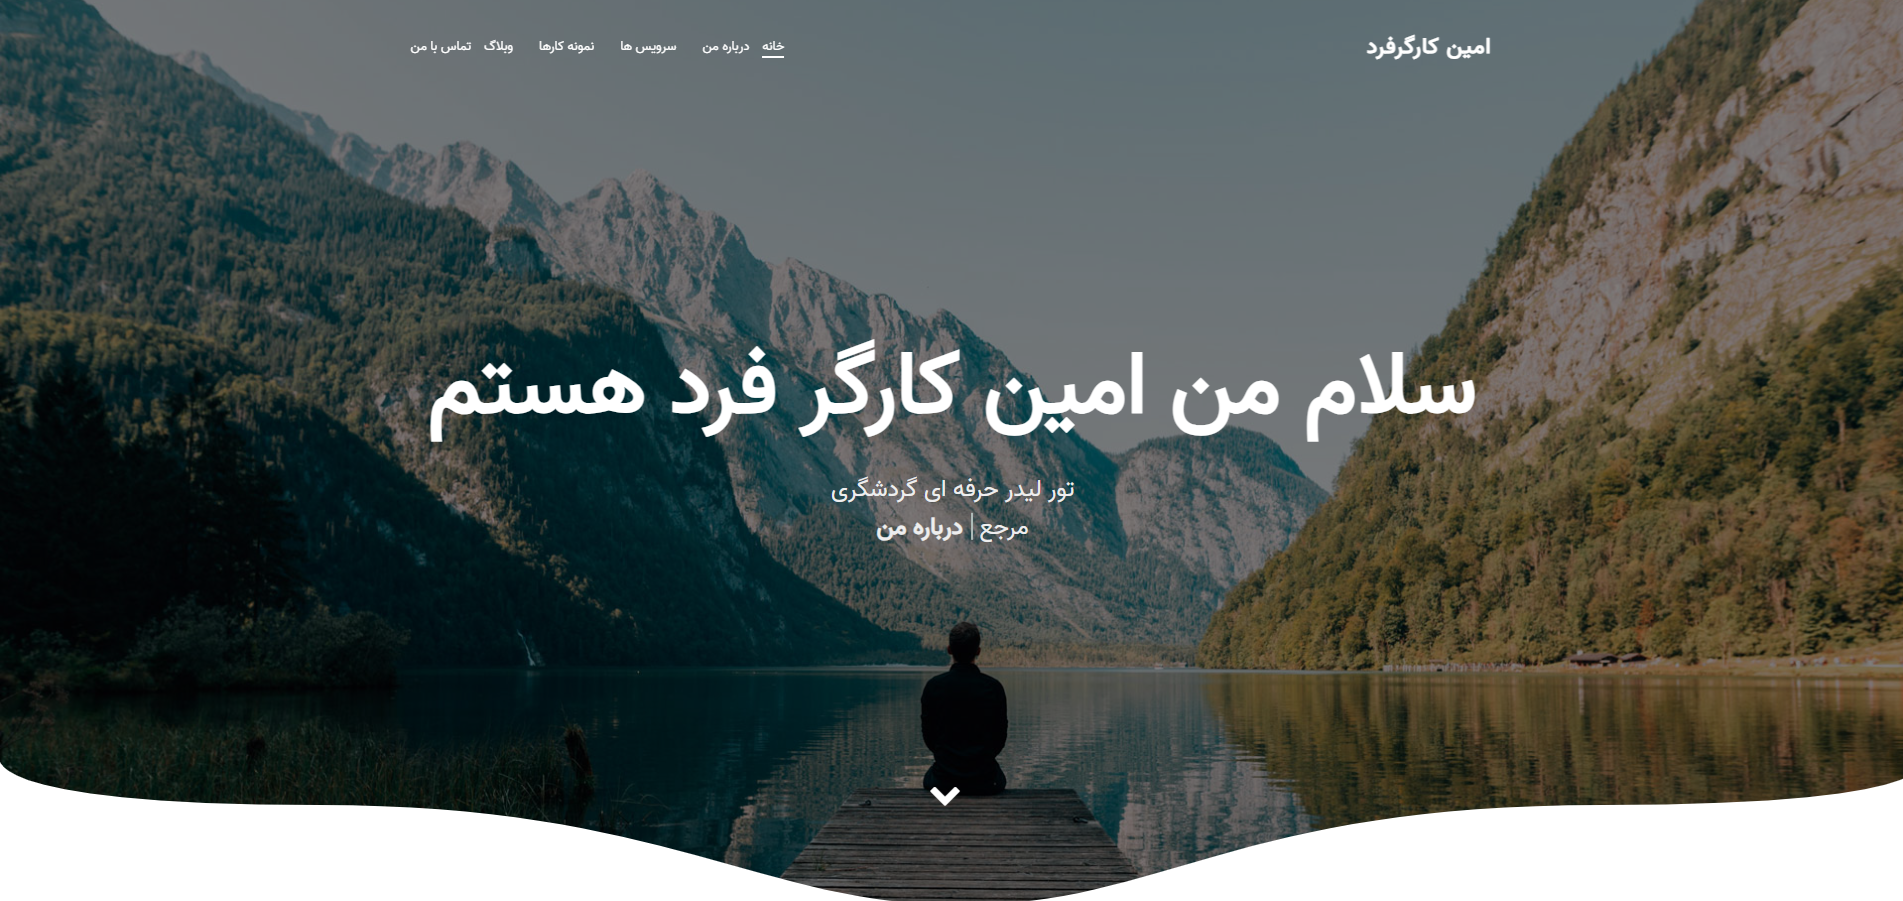 امین کارگرفرد
خانه درباره من سرویس ها نمونه کارها وبلاگ تماس با من
سلام من امین کارگر فرد هستم
تور لیدر حرفه ای گردشگری
مرجع | درباره من